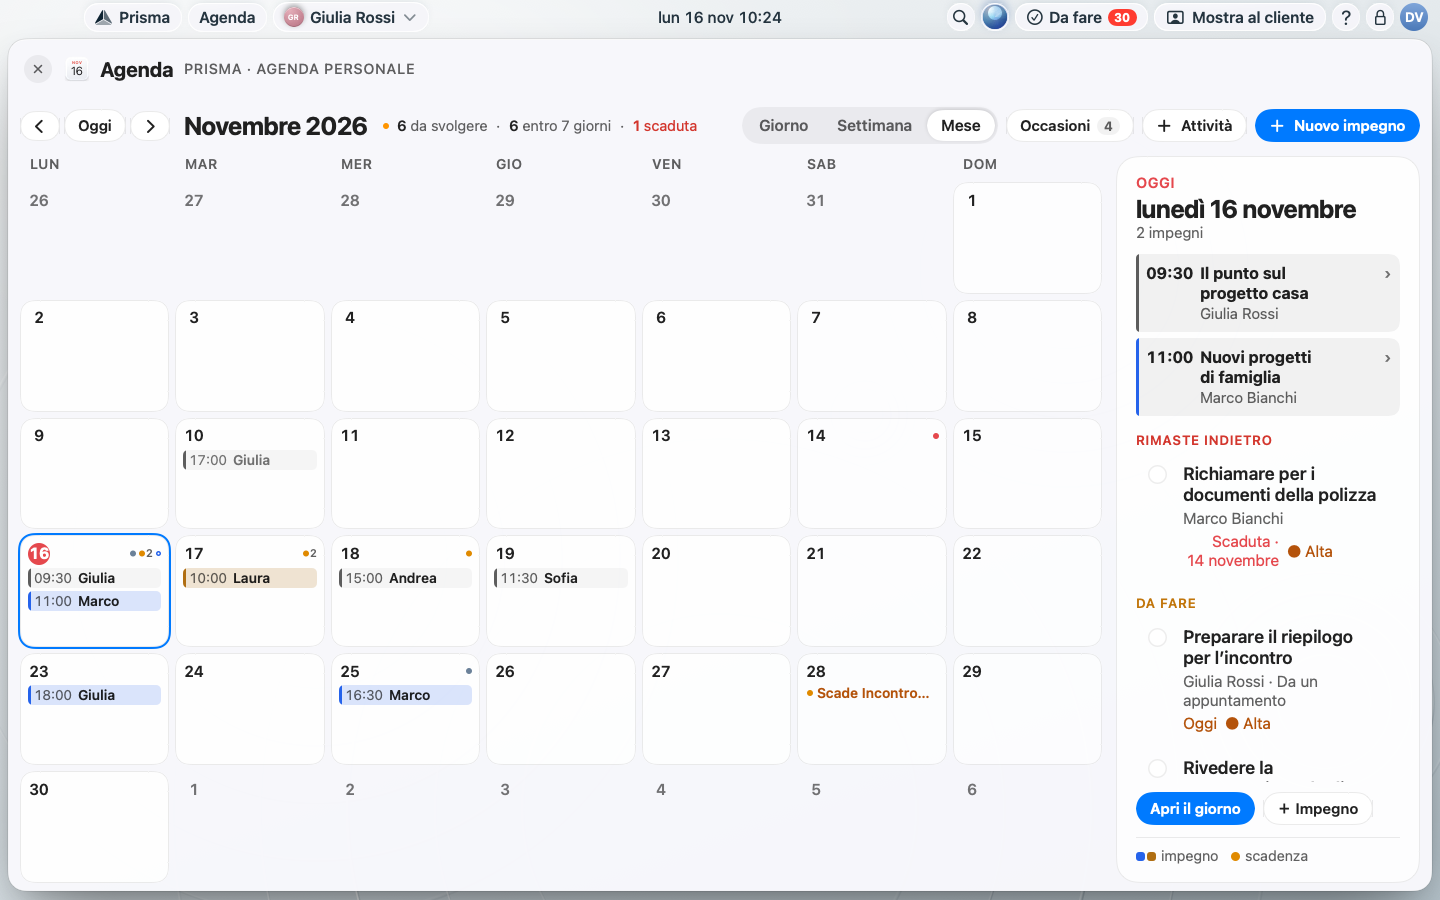 Prisma
Agenda
GR Giulia Rossi
lun 16 nov 10:24
Da fare 30
Mostra al cliente
?
DV
NOV
16
Agenda PRISMA · AGENDA PERSONALE
Oggi
Novembre 2026
6 da svolgere · 6 entro 7 giorni · 1 scaduta
Giorno Settimana Mese
Occasioni 4
+ Attività
+ Nuovo impegno
LUN MAR MER GIO VEN SAB DOM
26 27 28 29 30 31 1
2 3 4 5 6 7 8
9 10 11 12 13 14 15
17:00 Giulia
16 2 17 2 18 19 20 21 22
09:30 Giulia 10:00 Laura 15:00 Andrea 11:30 Sofia
11:00 Marco
23 24 25 26 27 28 29
18:00 Giulia 16:30 Marco Scade Incontro...
30 1 2 3 4 5 6
OGGI
lunedì 16 novembre
2 impegni
09:30 Il punto sul
progetto casa
Giulia Rossi
11:00 Nuovi progetti
di famiglia
Marco Bianchi
RIMASTE INDIETRO
Richiamare per i
documenti della polizza
Marco Bianchi
Scaduta ·
14 novembre
Alta
DA FARE
Preparare il riepilogo
per l’incontro
Giulia Rossi · Da un
appuntamento
Oggi Alta
Rivedere la
Apri il giorno
+ Impegno
impegno scadenza